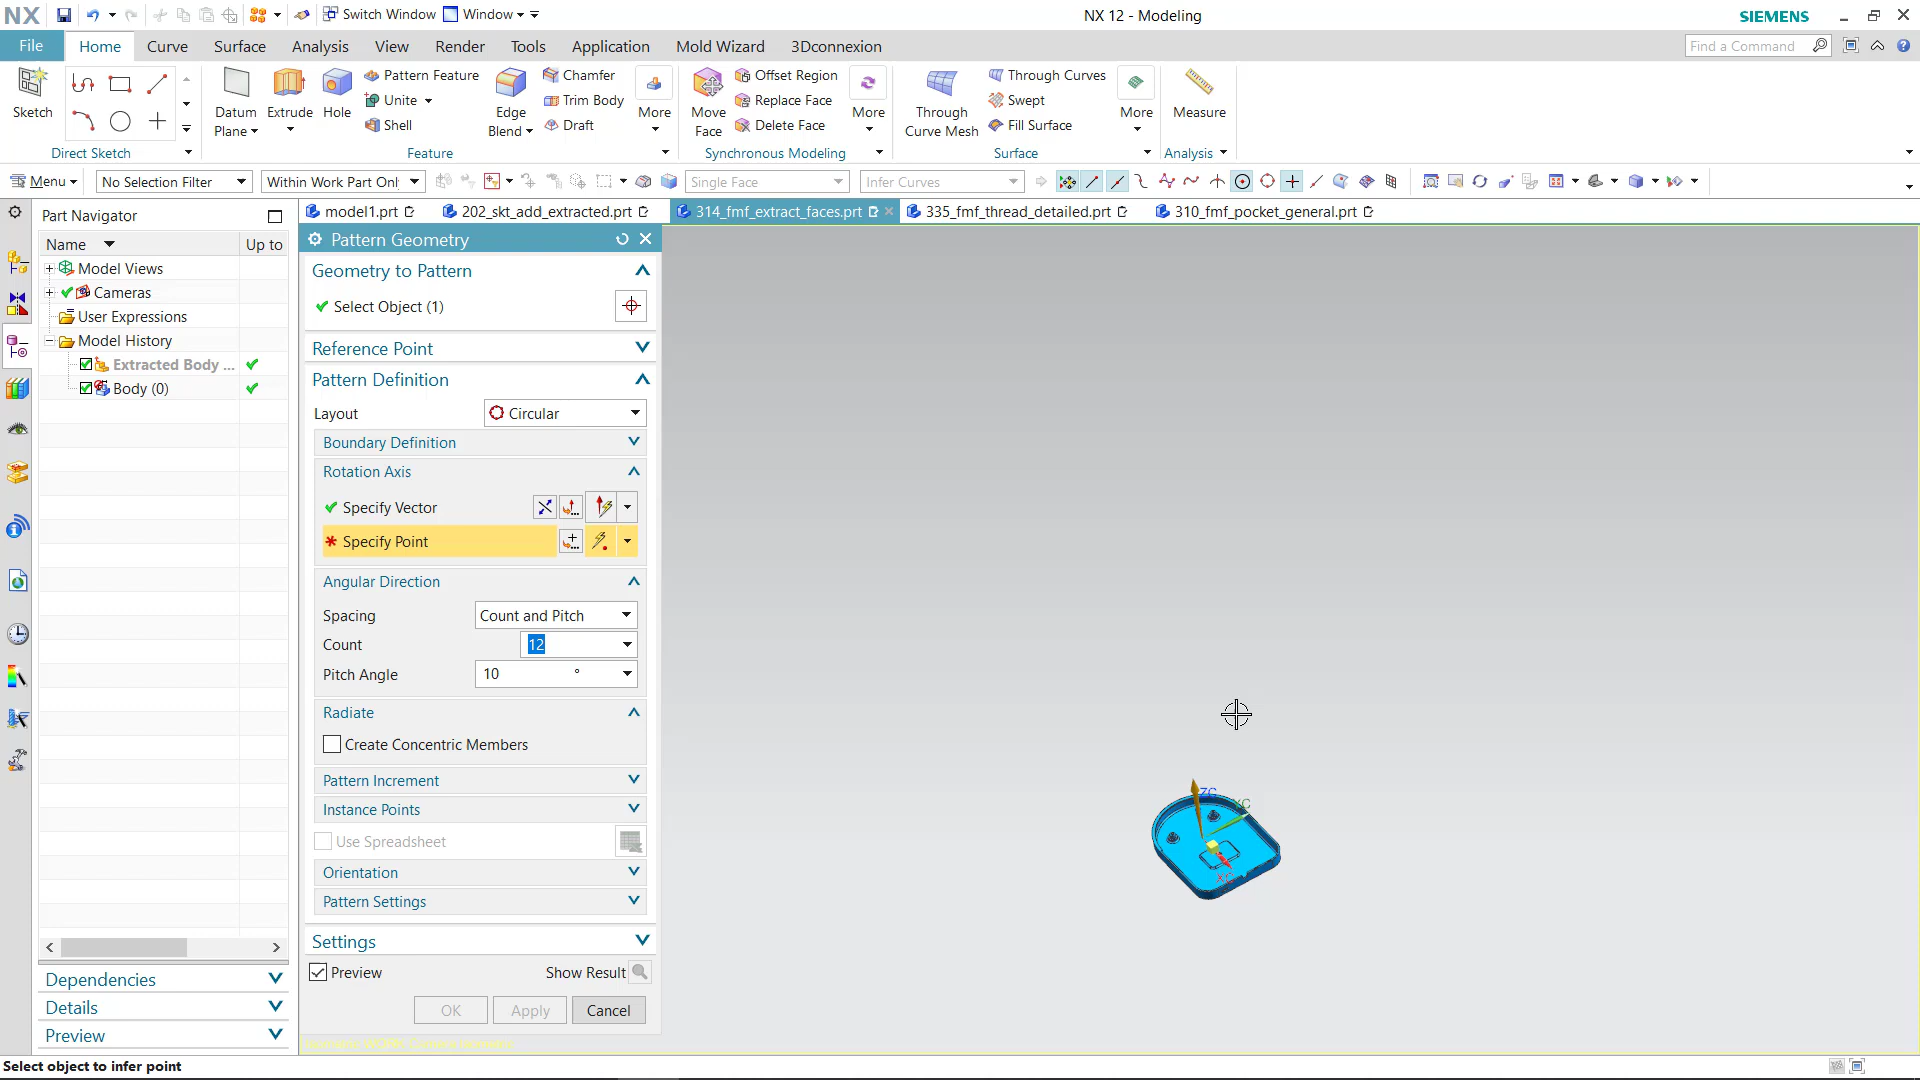 NX
Switch Window
Window
NX 12 - Modeling
SIEMENS
File
Home
Curve
Surface
Analysis
View
Render
Tools
Application
Mold Wizard
3Dconnexion
Find a Command
Sketch
Direct Sketch
Datum Plane
Extrude
Hole
Pattern Feature
Unite
Shell
Edge Blend
Chamfer
Trim Body
Draft
More
Feature
Move Face
Offset Region
Replace Face
Delete Face
More
Synchronous Modeling
Through Curve Mesh
Through Curves
Swept
Fill Surface
More
Surface
Measure
Analysis
Menu
No Selection Filter
Within Work Part Onl
Single Face
Infer Curves
Part Navigator
model1.prt
202_skt_add_extracted.prt
314_fmf_extract_faces.prt
335_fmf_thread_detailed.prt
310_fmf_pocket_general.prt
Name
Up to
Model Views
Cameras
User Expressions
Model History
Extracted Body ...
Body (0)
Dependencies
Details
Preview
Pattern Geometry
Geometry to Pattern
Select Object (1)
Reference Point
Pattern Definition
Layout
Circular
Boundary Definition
Rotation Axis
Specify Vector
Specify Point
Angular Direction
Spacing
Count and Pitch
Count
12
Pitch Angle
10 °
Radiate
Create Concentric Members
Pattern Increment
Instance Points
Use Spreadsheet
Orientation
Pattern Settings
Settings
Preview
Show Result
OK
Apply
Cancel
ZC
YC
XC
Select object to infer point